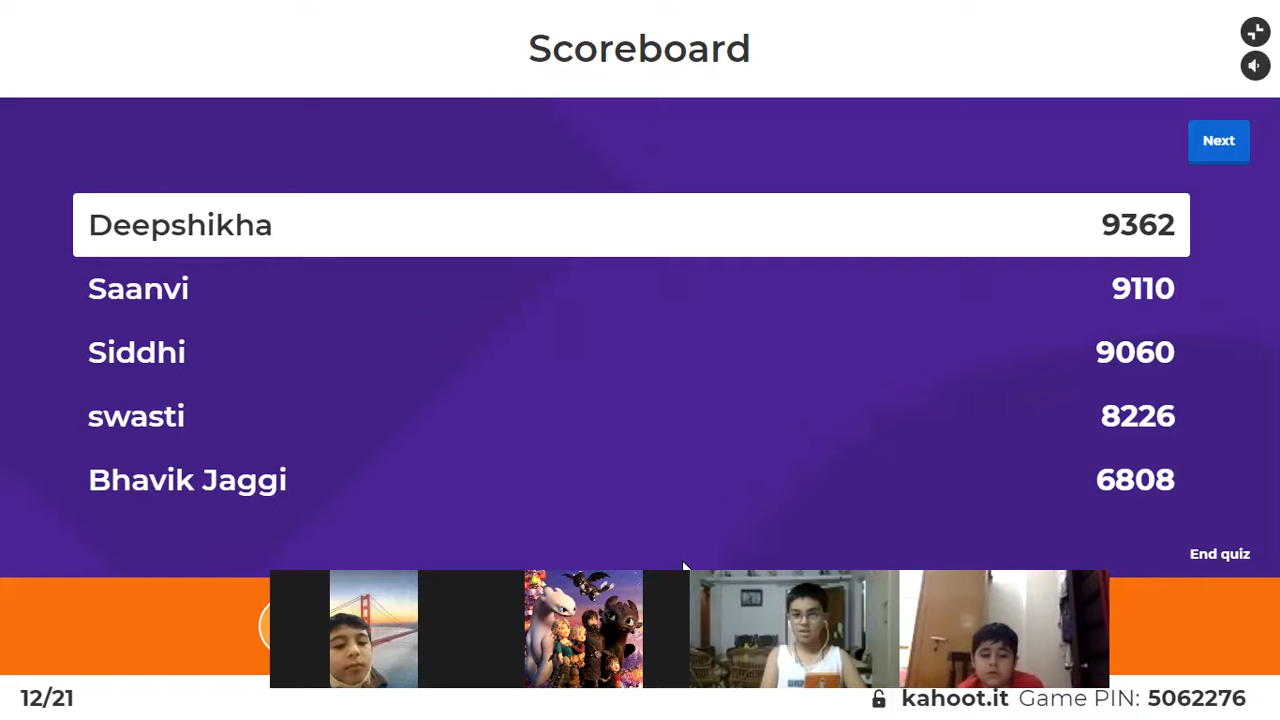 Scoreboard
Next
Deepshikha 9362
Saanvi 9110
Siddhi 9060
swasti 8226
Bhavik Jaggi 6808
End quiz
12/21 kahoot.it Game PIN: 5062276